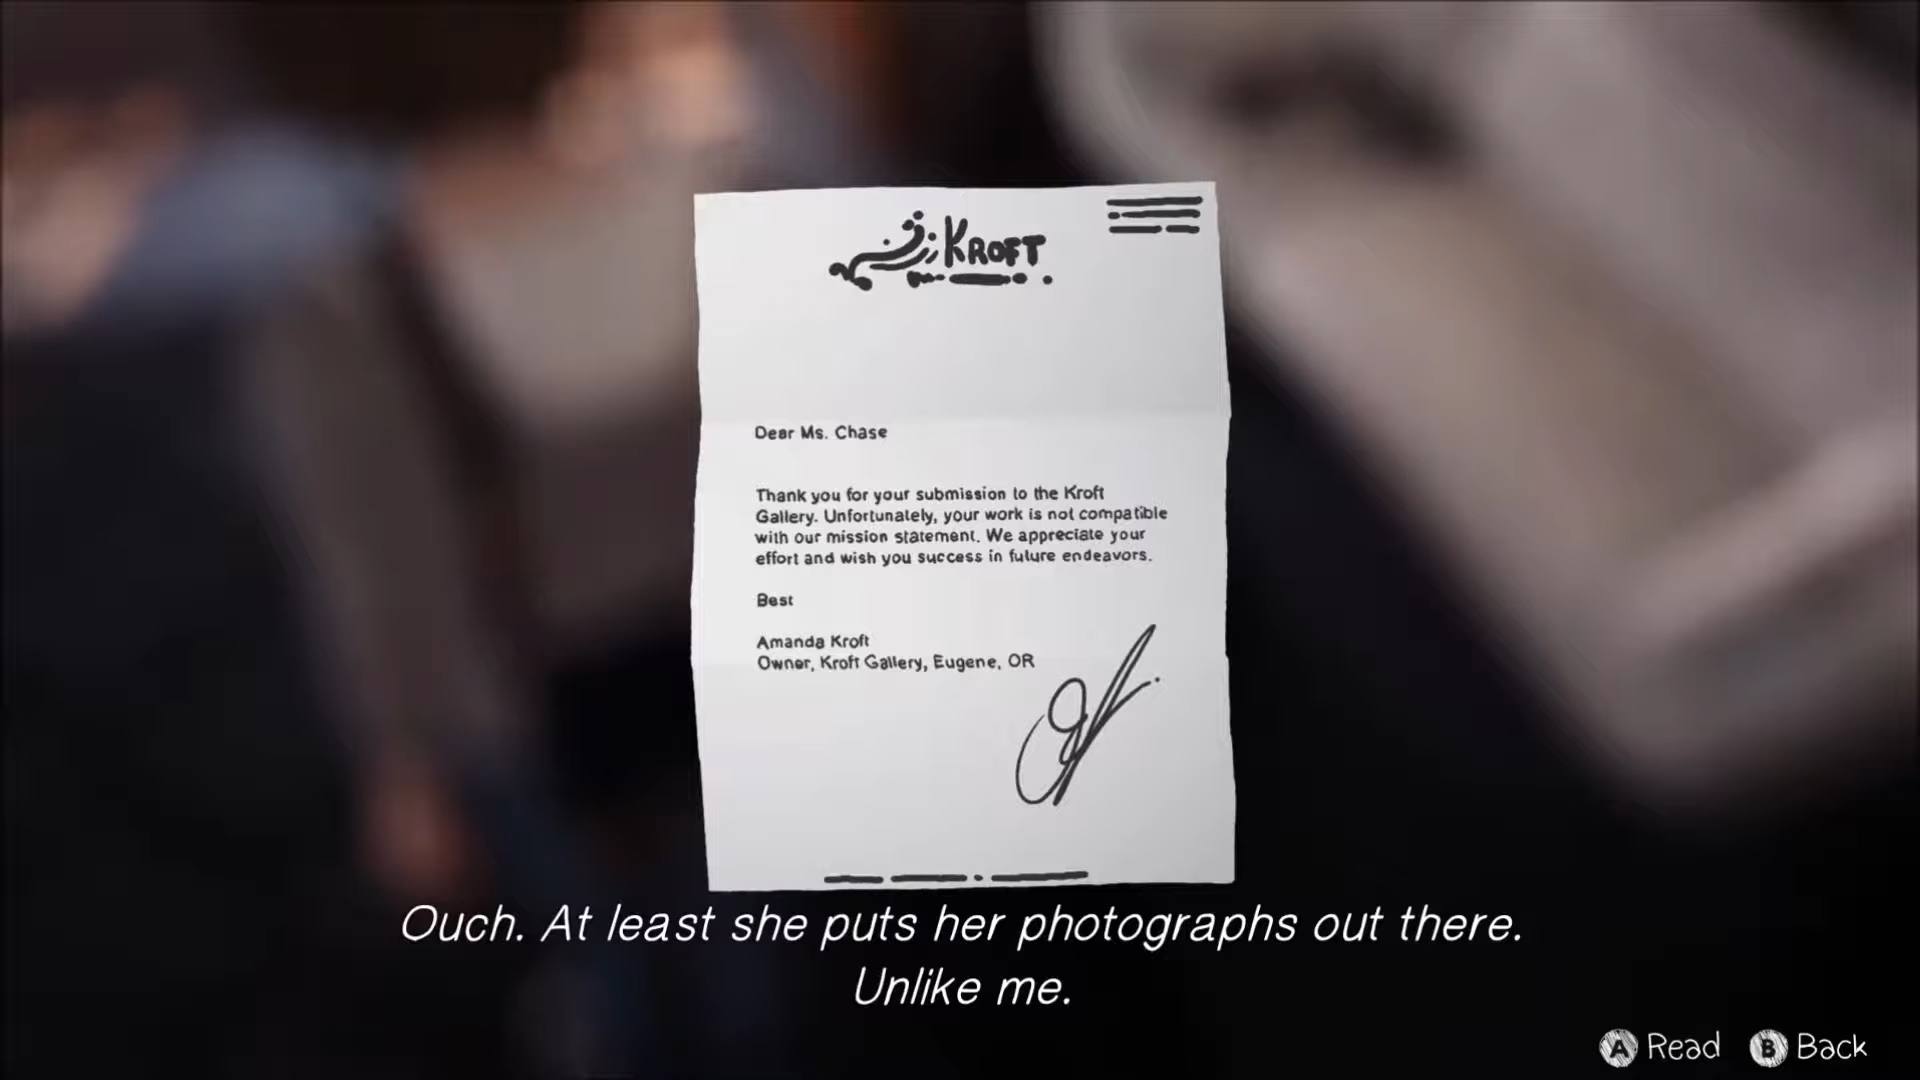 KROFT
Dear Ms. Chase
Thank you for your submission to the Kroft
Gallery. Unfortunately, your work is not compatible
with our mission statement. We appreciate your
effort and wish you success in future endeavors.
Best
Amanda Kroft
Owner, Kroft Gallery, Eugene, OR
Ouch. At least she puts her photographs out there.
Unlike me.
A Read B Back